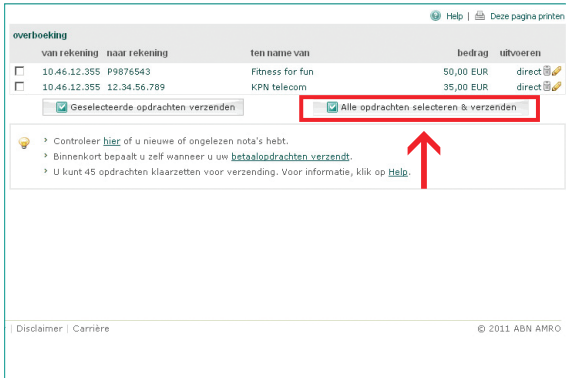 Help | Deze pagina printen
overboeking
van rekening naar rekening ten name van bedrag uitvoeren
10.46.12.355 P9876543 Fitness for fun 50,00 EUR direct
10.46.12.355 12.34.56.789 KPN telecom 35,00 EUR direct
Geselecteerde opdrachten verzenden Alle opdrachten selecteren & verzenden
> Controleer hier of u nieuwe of ongelezen nota's hebt.
> Binnenkort bepaalt u zelf wanneer u uw betaalopdrachten verzendt.
> U kunt 45 opdrachten klaarzetten voor verzending. Voor informatie, klik op Help.
| Disclaimer | Carrière © 2011 ABN AMRO